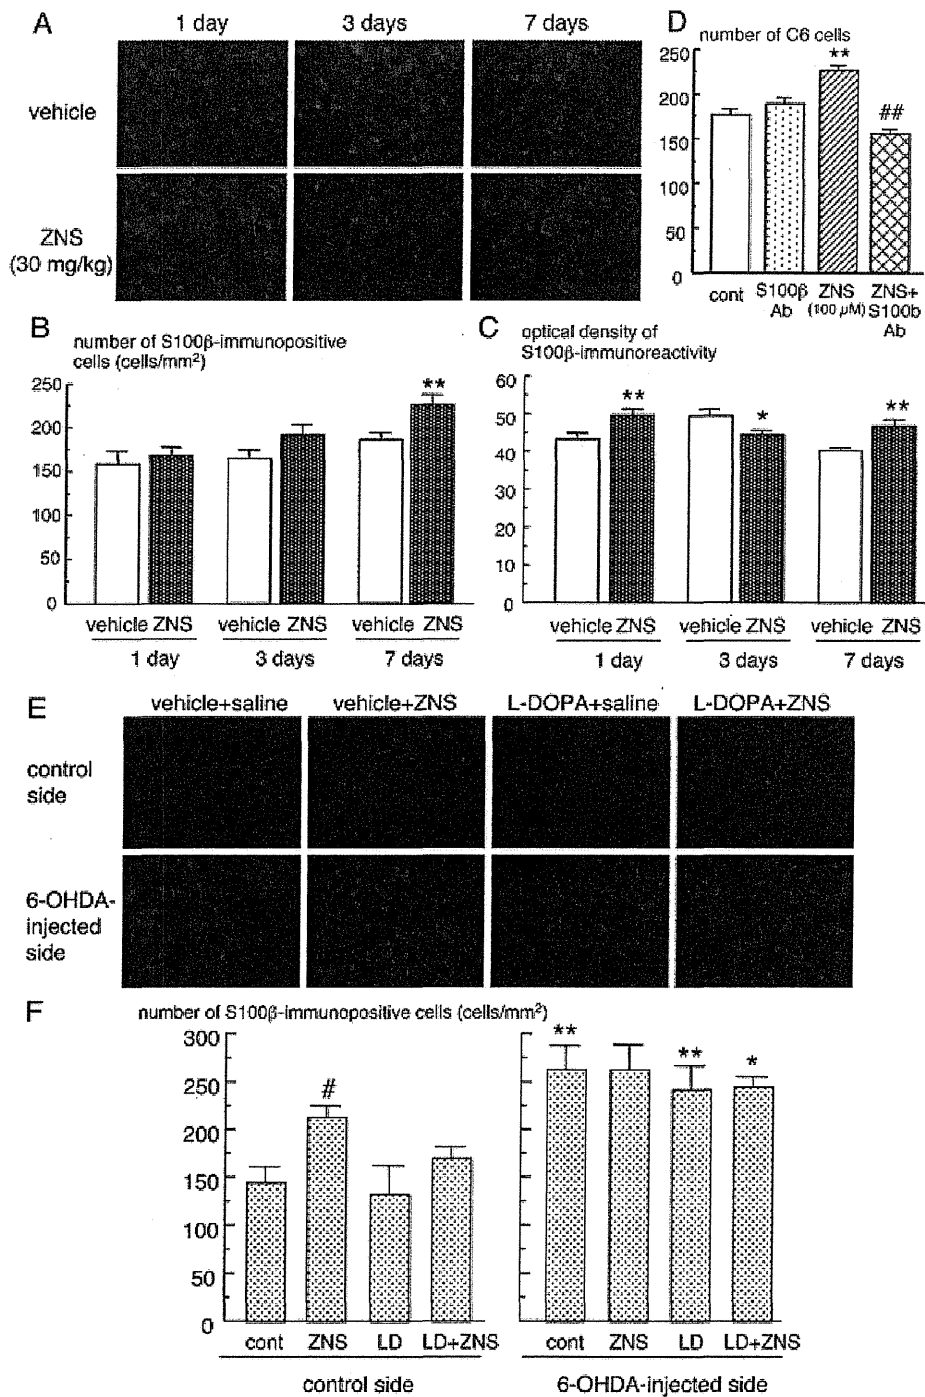 A
1 day 3 days 7 days
vehicle
ZNS
(30 mg/kg)
D
number of C6 cells
250
200
150
100
50
0
**
##
cont S100β Ab ZNS (100 μM) ZNS+ S100b Ab
B
number of S100β-immunopositive
cells (cells/mm²)
250
200
150
100
50
0
**
vehicle ZNS vehicle ZNS vehicle ZNS
1 day 3 days 7 days
C
optical density of
S100β-immunoreactivity
60
50
40
30
20
10
0
** * **
vehicle ZNS vehicle ZNS vehicle ZNS
1 day 3 days 7 days
E
vehicle+saline vehicle+ZNS L-DOPA+saline L-DOPA+ZNS
control
side
6-OHDA-
injected
side
F
number of S100β-immunopositive cells (cells/mm²)
300
250
200
150
100
50
0
#
** ** *
cont ZNS LD LD+ZNS cont ZNS LD LD+ZNS
control side 6-OHDA-injected side